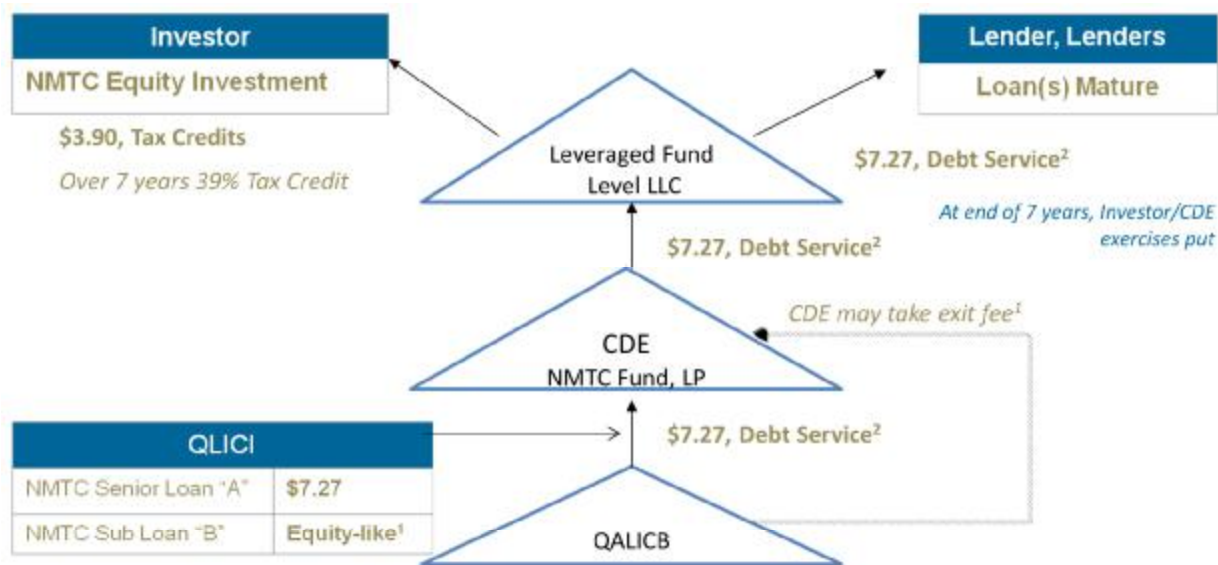 Investor
NMTC Equity Investment
$3.90, Tax Credits
Over 7 years 39% Tax Credit
Lender, Lenders
Loan(s) Mature
$7.27, Debt Service²
At end of 7 years, Investor/CDE
exercises put
Leveraged Fund
Level LLC
$7.27, Debt Service²
CDE may take exit fee¹
CDE
NMTC Fund, LP
$7.27, Debt Service²
QLICI
NMTC Senior Loan "A" $7.27
NMTC Sub Loan "B" Equity-like¹
QALICB